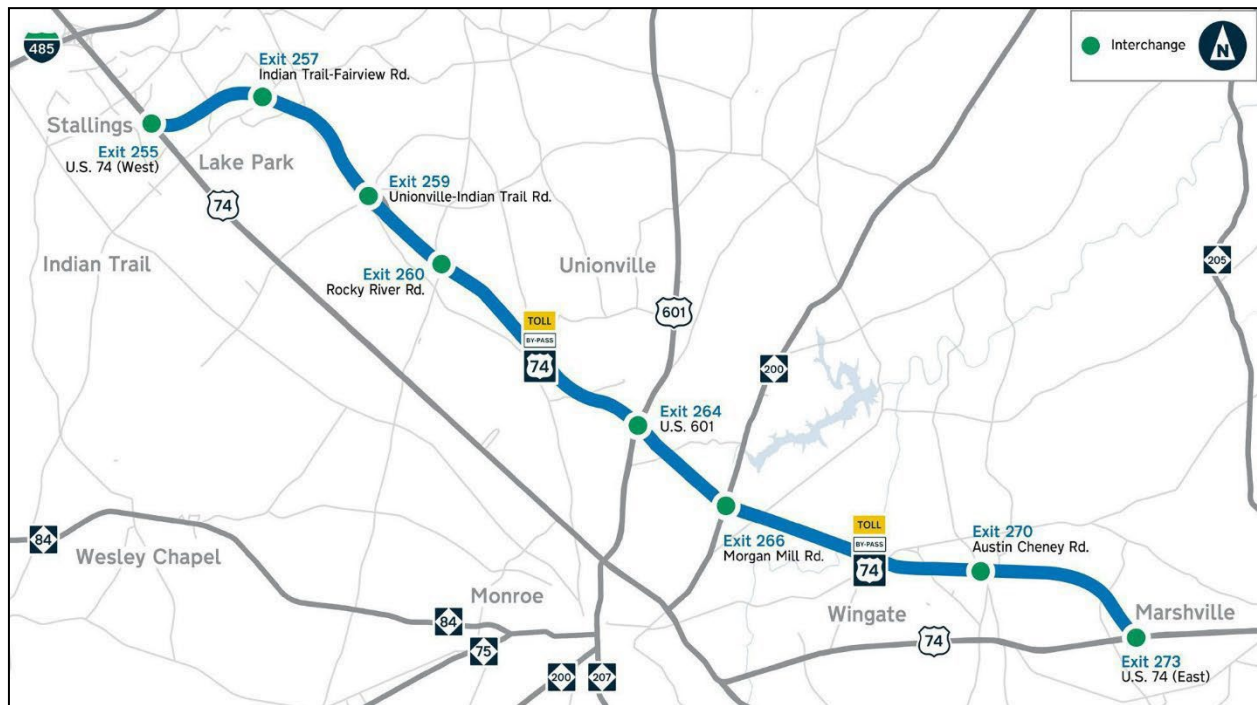 485
Exit 257
Indian Trail-Fairview Rd.
Interchange
N
Stallings
Exit 255
U.S. 74 (West)
Lake Park
74
Exit 259
Unionville-Indian Trail Rd.
Indian Trail
Exit 260
Rocky River Rd.
Unionville
205
TOLL
BY-PASS
74
601
200
Exit 264
U.S. 601
84
Wesley Chapel
Exit 266
Morgan Mill Rd.
TOLL
BY-PASS
74
Exit 270
Austin Cheney Rd.
Monroe
84
75
200
207
Wingate
74
Marshville
Exit 273
U.S. 74 (East)